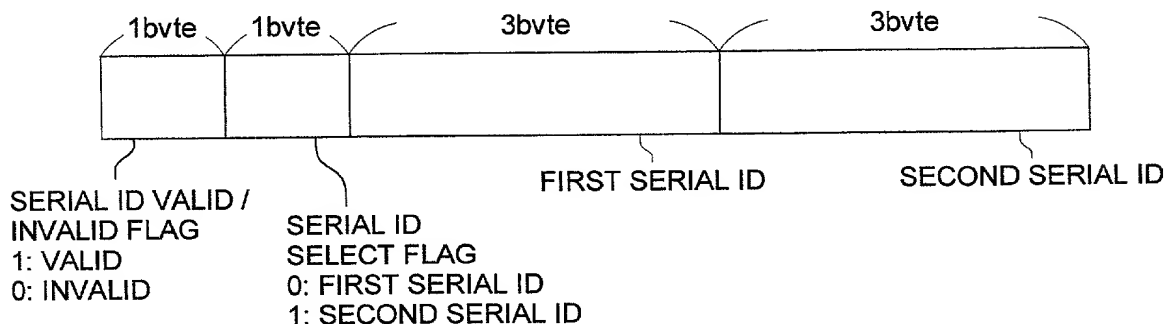 1bvte 1bvte 3bvte 3bvte
SERIAL ID VALID /
INVALID FLAG
1: VALID
0: INVALID
SERIAL ID
SELECT FLAG
0: FIRST SERIAL ID
1: SECOND SERIAL ID
FIRST SERIAL ID
SECOND SERIAL ID